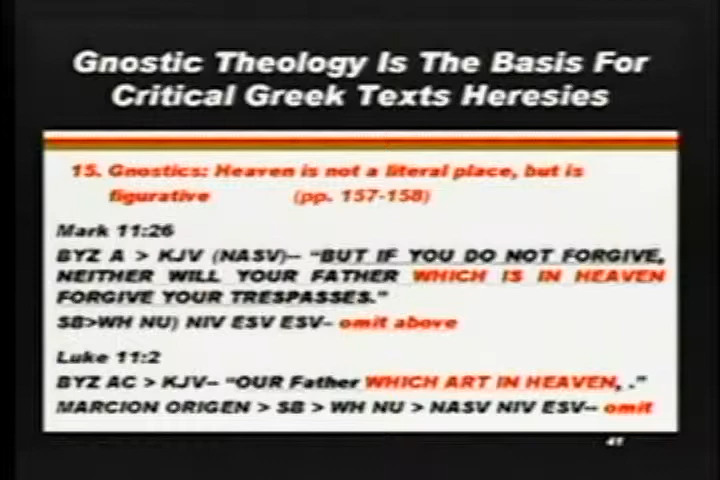 Gnostic Theology Is The Basis For
Critical Greek Texts Heresies
15. Gnostics: Heaven is not a literal place, but is
figurative (pp. 157-158)
Mark 11:26
BYZ A > KJV (NASV)-- "BUT IF YOU DO NOT FORGIVE,
NEITHER WILL YOUR FATHER WHICH IS IN HEAVEN
FORGIVE YOUR TRESPASSES."
SB>WH NU) NIV ESV ESV-- omit above
Luke 11:2
BYZ AC > KJV-- "OUR Father WHICH ART IN HEAVEN, ."
MARCION ORIGEN > SB > WH NU > NASV NIV ESV-- omit
41